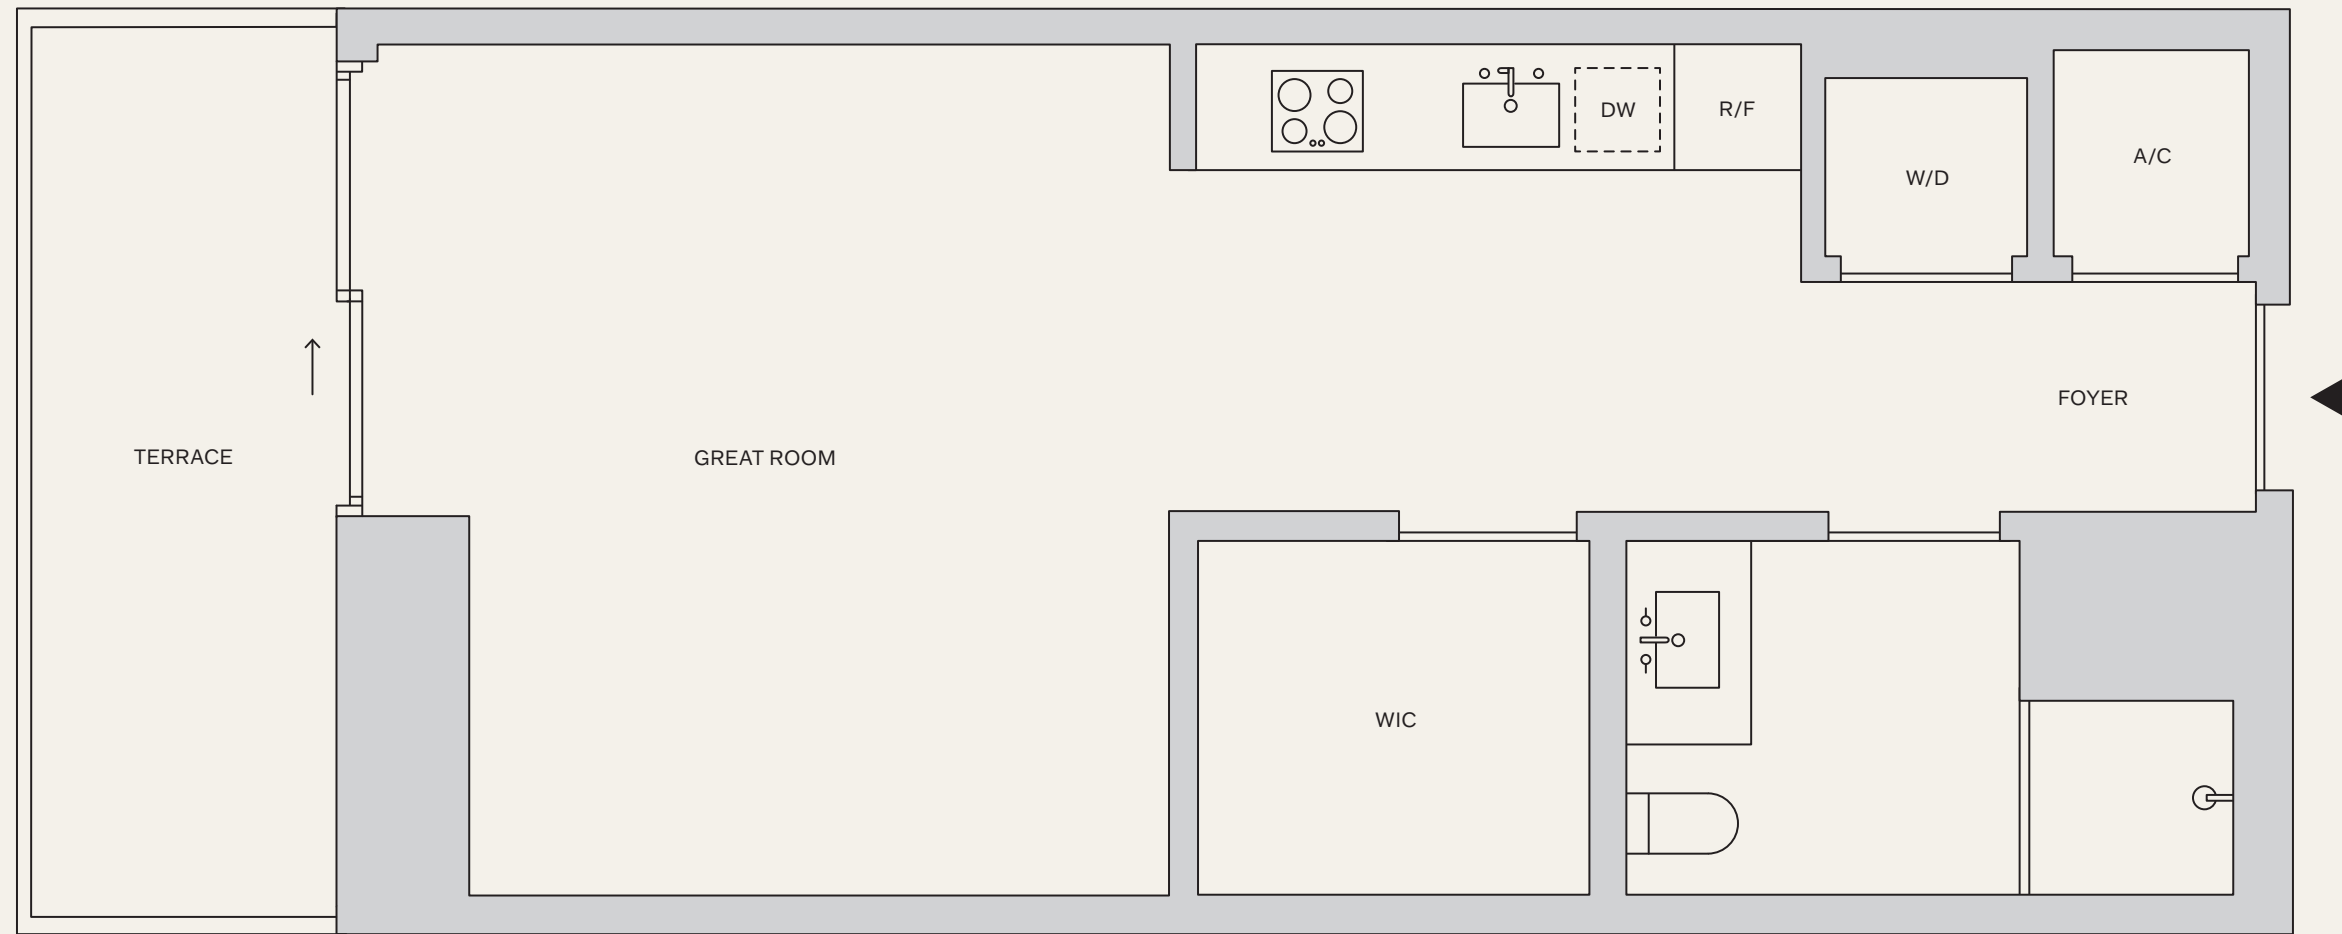 DW
R/F
W/D
A/C
FOYER
TERRACE
GREAT ROOM
WIC